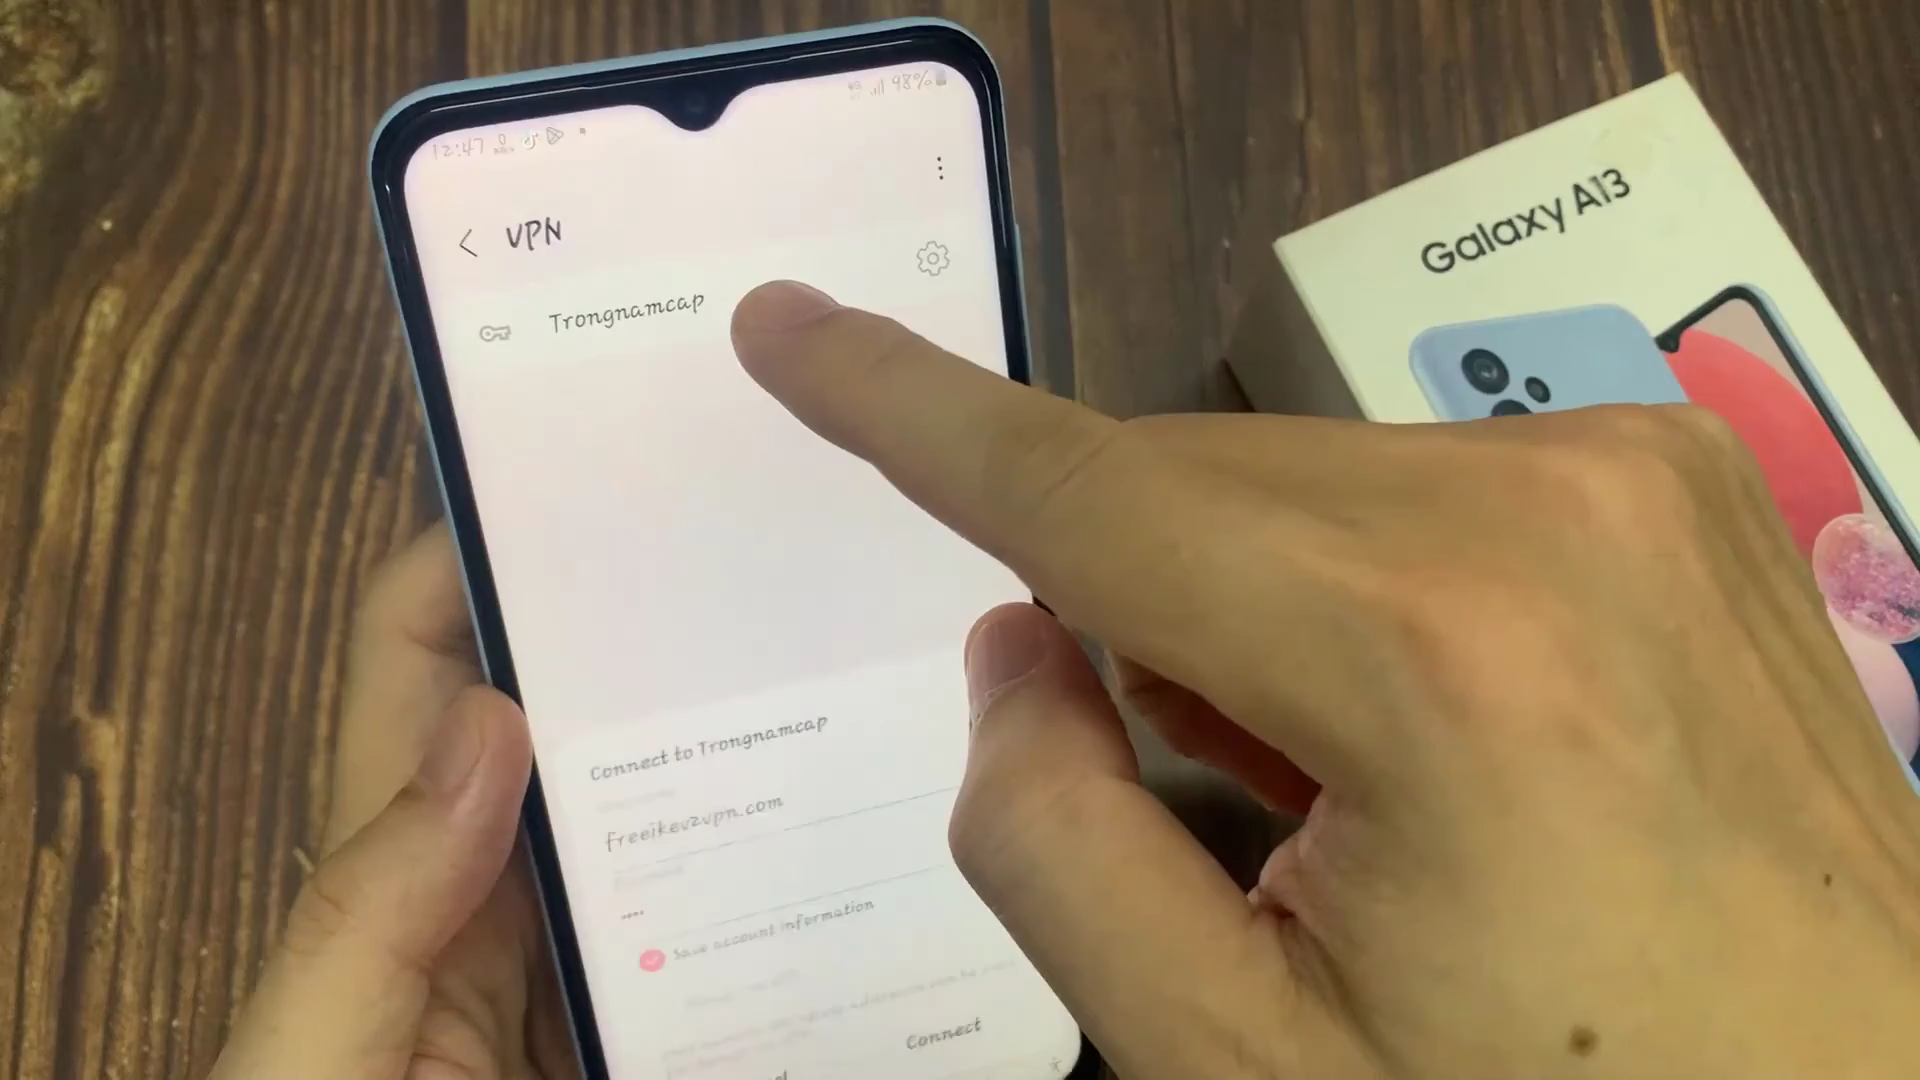 12:47
98%
VPN
Trongnamcap
Connect to Trongnamcap
freeikev2vpn.com
Save account information
Connect
Galaxy A13